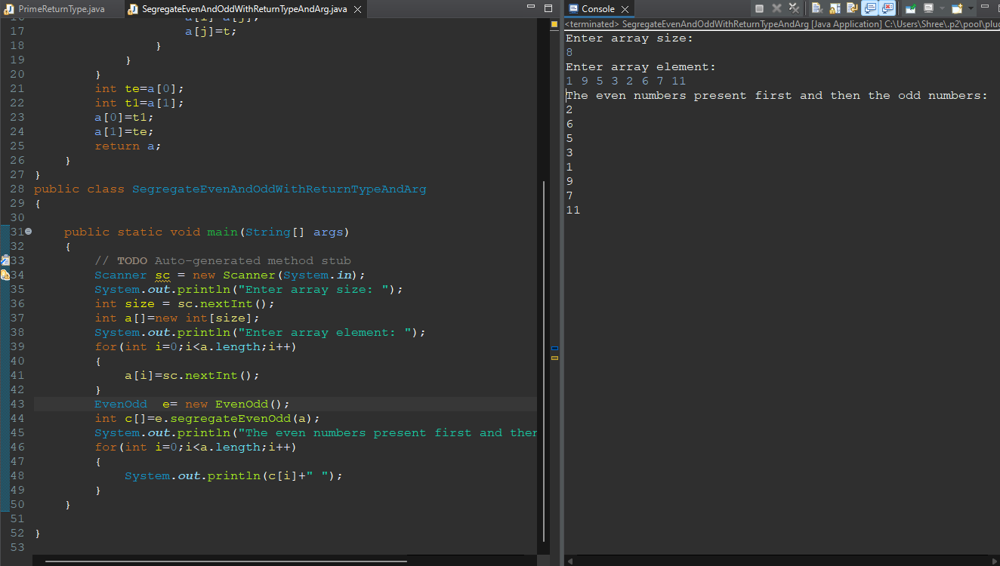 PrimeReturnType.java
SegregateEvenAndOddWithReturnTypeAndArg.java
17 a[j]=t;
18 }
19 }
20 }
21 int te=a[0];
22 int t1=a[1];
23 a[0]=t1;
24 a[1]=te;
25 return a;
26 }
27 }
28 public class SegregateEvenAndOddWithReturnTypeAndArg
29 {
30
31 public static void main(String[] args)
32 {
33 // TODO Auto-generated method stub
34 Scanner sc = new Scanner(System.in);
35 System.out.println("Enter array size: ");
36 int size = sc.nextInt();
37 int a[]=new int[size];
38 System.out.println("Enter array element: ");
39 for(int i=0;i<a.length;i++)
40 {
41 a[i]=sc.nextInt();
42 }
43 EvenOdd  e= new EvenOdd();
44 int c[]=e.segregateEvenOdd(a);
45 System.out.println("The even numbers present first and then
46 for(int i=0;i<a.length;i++)
47 {
48 System.out.println(c[i]+" ");
49 }
50 }
51
52 }
53
Console
<terminated> SegregateEvenAndOddWithReturnTypeAndArg [Java Application] C:\Users\Shree\.p2\pool\plug
Enter array size:
8
Enter array element:
1 9 5 3 2 6 7 11
The even numbers present first and then the odd numbers:
2
6
5
3
1
9
7
11